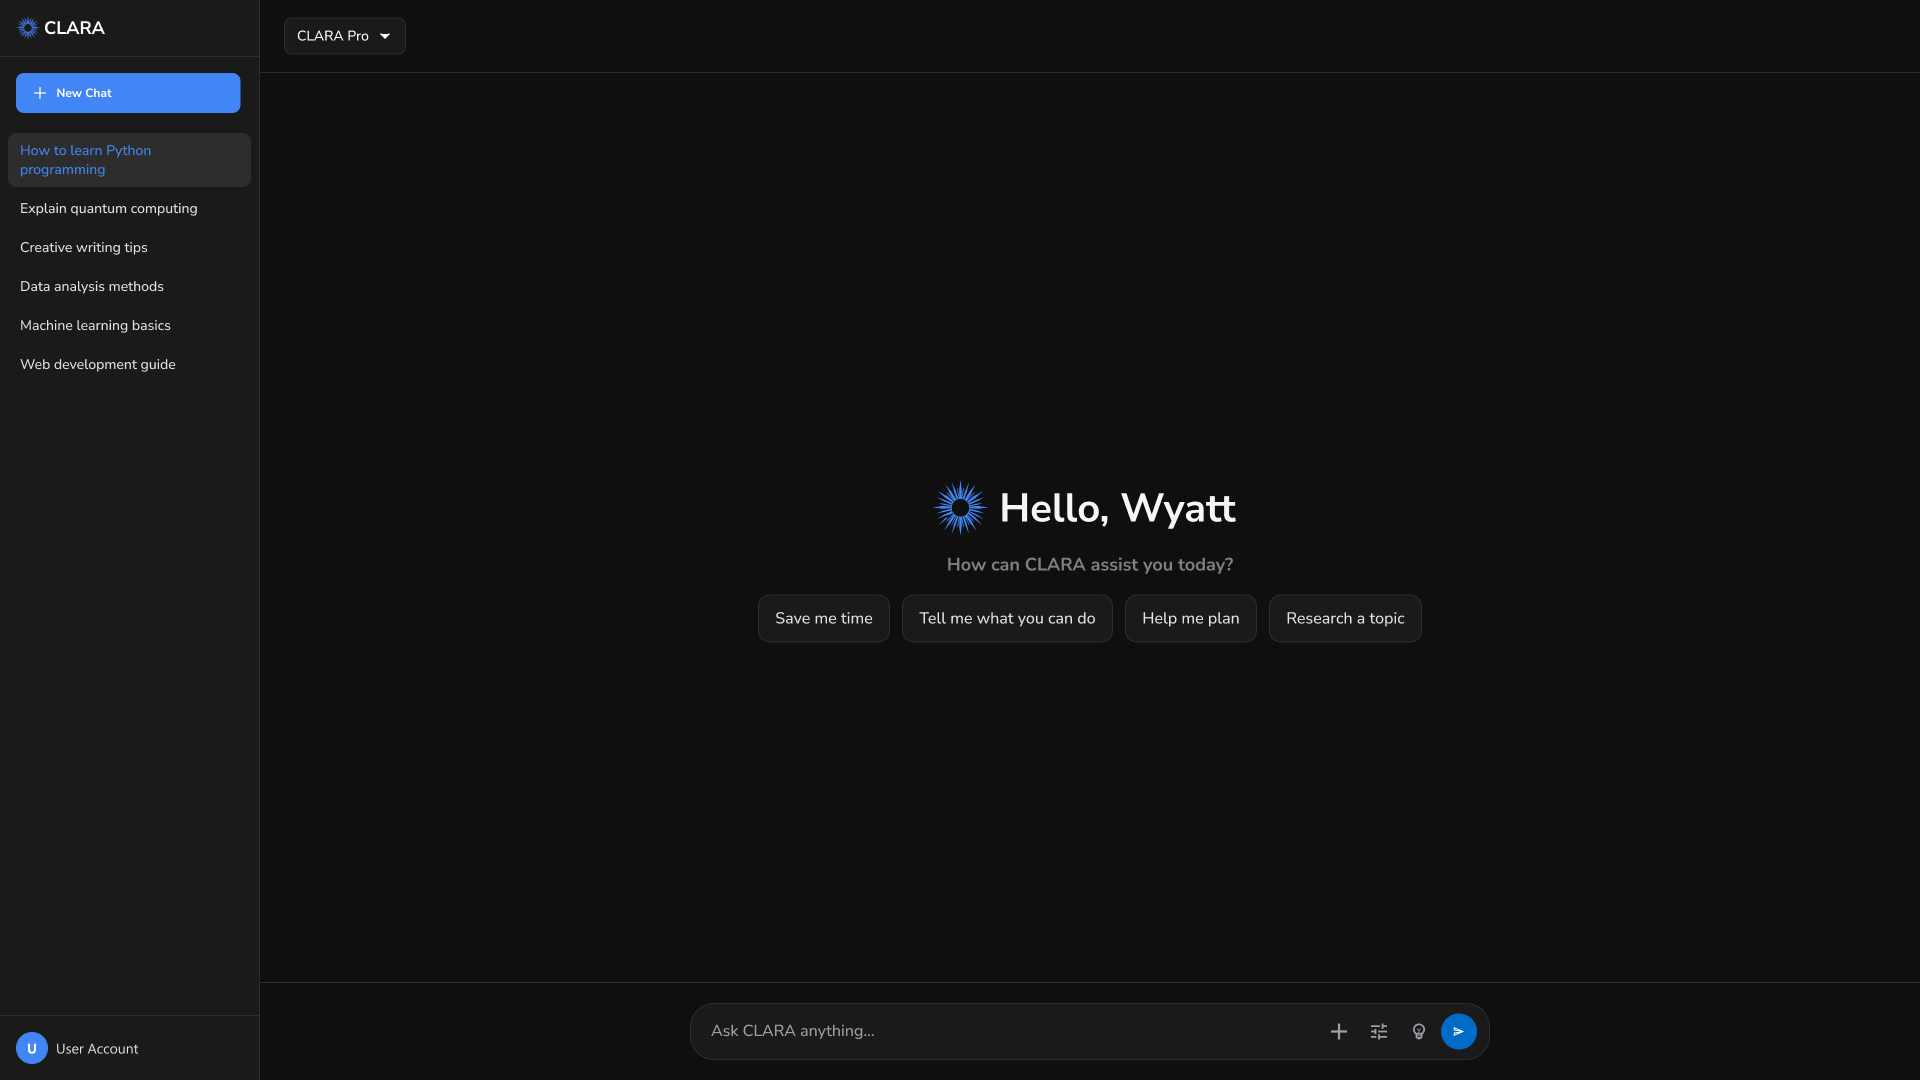 CLARA
New Chat
How to learn Python
programming
Explain quantum computing
Creative writing tips
Data analysis methods
Machine learning basics
Web development guide
U
User Account
CLARA Pro
Hello, Wyatt
How can CLARA assist you today?
Save me time
Tell me what you can do
Help me plan
Research a topic
Ask CLARA anything...